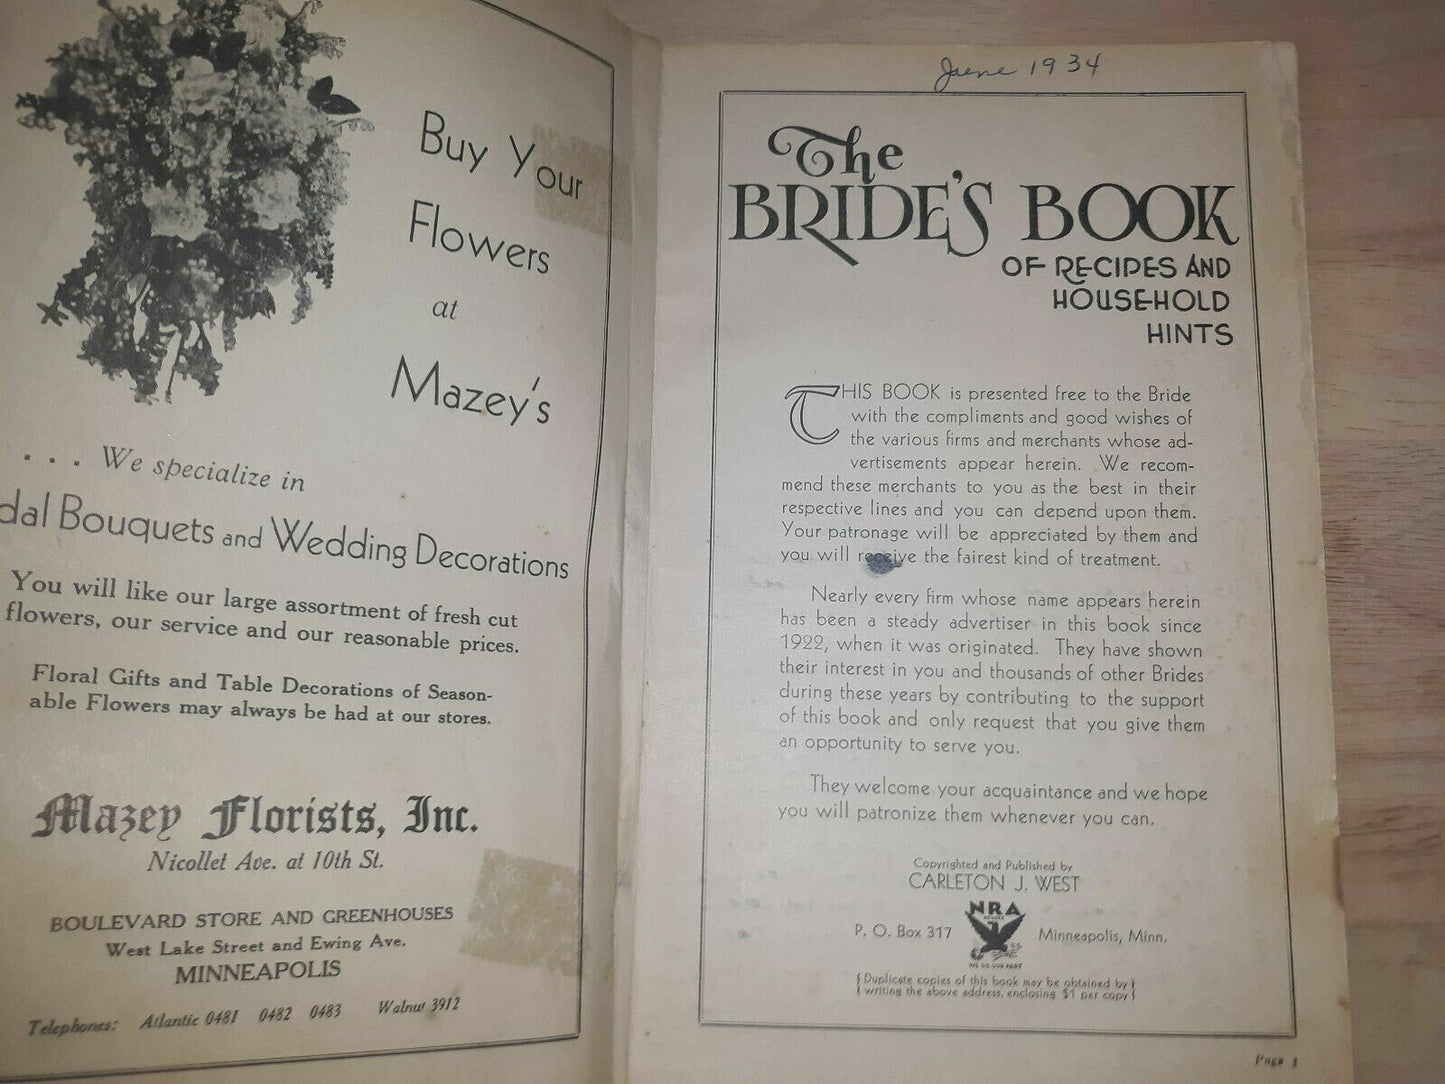 Buy Your
Flowers
at
Mazey's
. . . We specialize in
dal Bouquets and Wedding Decorations
You will like our large assortment of fresh cut
flowers, our service and our reasonable prices.
Floral Gifts and Table Decorations of Season-
able Flowers may always be had at our stores.
Mazey Florists, Inc.
Nicollet Ave. at 10th St.
BOULEVARD STORE AND GREENHOUSES
West Lake Street and Ewing Ave.
MINNEAPOLIS
Telephones: Atlantic 0481 0482 0483 Walnut 3912
June 1934
The
BRIDE'S BOOK
OF RECIPES AND
HOUSEHOLD
HINTS
THIS BOOK is presented free to the Bride
with the compliments and good wishes of
the various firms and merchants whose ad-
vertisements appear herein. We recom-
mend these merchants to you as the best in their
respective lines and you can depend upon them.
Your patronage will be appreciated by them and
you will receive the fairest kind of treatment.
Nearly every firm whose name appears herein
has been a steady advertiser in this book since
1922, when it was originated. They have shown
their interest in you and thousands of other Brides
during these years by contributing to the support
of this book and only request that you give them
an opportunity to serve you.
They welcome your acquaintance and we hope
you will patronize them whenever you can.
Copyrighted and Published by
CARLETON J. WEST
NRA
P. O. Box 317 Minneapolis, Minn.
U.S.
WE DO OUR PART
{ Duplicate copies of this book may be obtained by }
{ writing the above address, enclosing $1 per copy }
Page 3